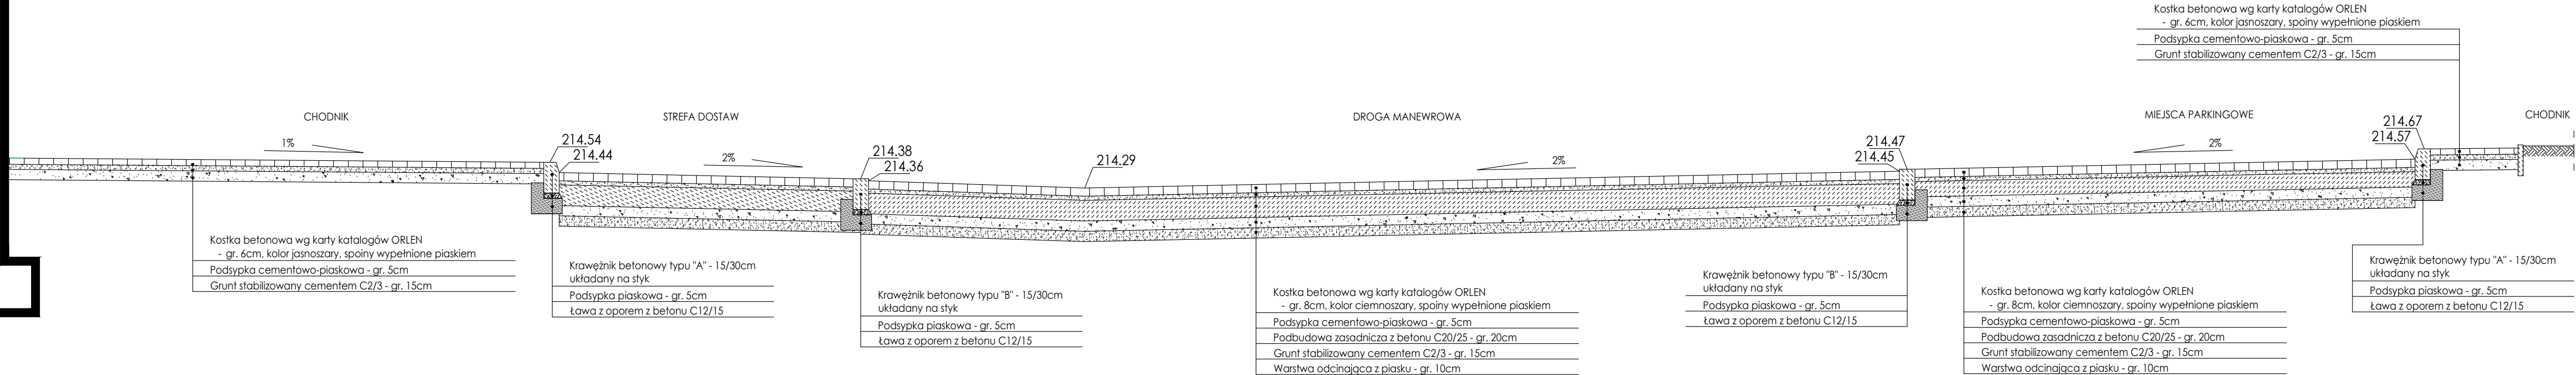 Kostka betonowa wg karty katalogów ORLEN
- gr. 6cm, kolor jasnoszary, spoiny wypełnione piaskiem
Podsypka cementowo-piaskowa - gr. 5cm
Grunt stabilizowany cementem C2/3 - gr. 15cm
CHODNIK
STREFA DOSTAW
DROGA MANEWROWA
MIEJSCA PARKINGOWE
CHODNIK
1%
214.54
214.44
2%
214.38
214.36
214.29
2%
214.47
214.45
2%
214.67
214.57
Kostka betonowa wg karty katalogów ORLEN
- gr. 6cm, kolor jasnoszary, spoiny wypełnione piaskiem
Podsypka cementowo-piaskowa - gr. 5cm
Grunt stabilizowany cementem C2/3 - gr. 15cm
Krawężnik betonowy typu "A" - 15/30cm
układany na styk
Podsypka piaskowa - gr. 5cm
Ława z oporem z betonu C12/15
Krawężnik betonowy typu "B" - 15/30cm
układany na styk
Podsypka piaskowa - gr. 5cm
Ława z oporem z betonu C12/15
Kostka betonowa wg karty katalogów ORLEN
- gr. 8cm, kolor ciemnoszary, spoiny wypełnione piaskiem
Podsypka cementowo-piaskowa - gr. 5cm
Podbudowa zasadnicza z betonu C20/25 - gr. 20cm
Grunt stabilizowany cementem C2/3 - gr. 15cm
Warstwa odcinająca z piasku - gr. 10cm
Krawężnik betonowy typu "B" - 15/30cm
układany na styk
Podsypka piaskowa - gr. 5cm
Ława z oporem z betonu C12/15
Kostka betonowa wg karty katalogów ORLEN
- gr. 8cm, kolor ciemnoszary, spoiny wypełnione piaskiem
Podsypka cementowo-piaskowa - gr. 5cm
Podbudowa zasadnicza z betonu C20/25 - gr. 20cm
Grunt stabilizowany cementem C2/3 - gr. 15cm
Warstwa odcinająca z piasku - gr. 10cm
Krawężnik betonowy typu "A" - 15/30cm
układany na styk
Podsypka piaskowa - gr. 5cm
Ława z oporem z betonu C12/15